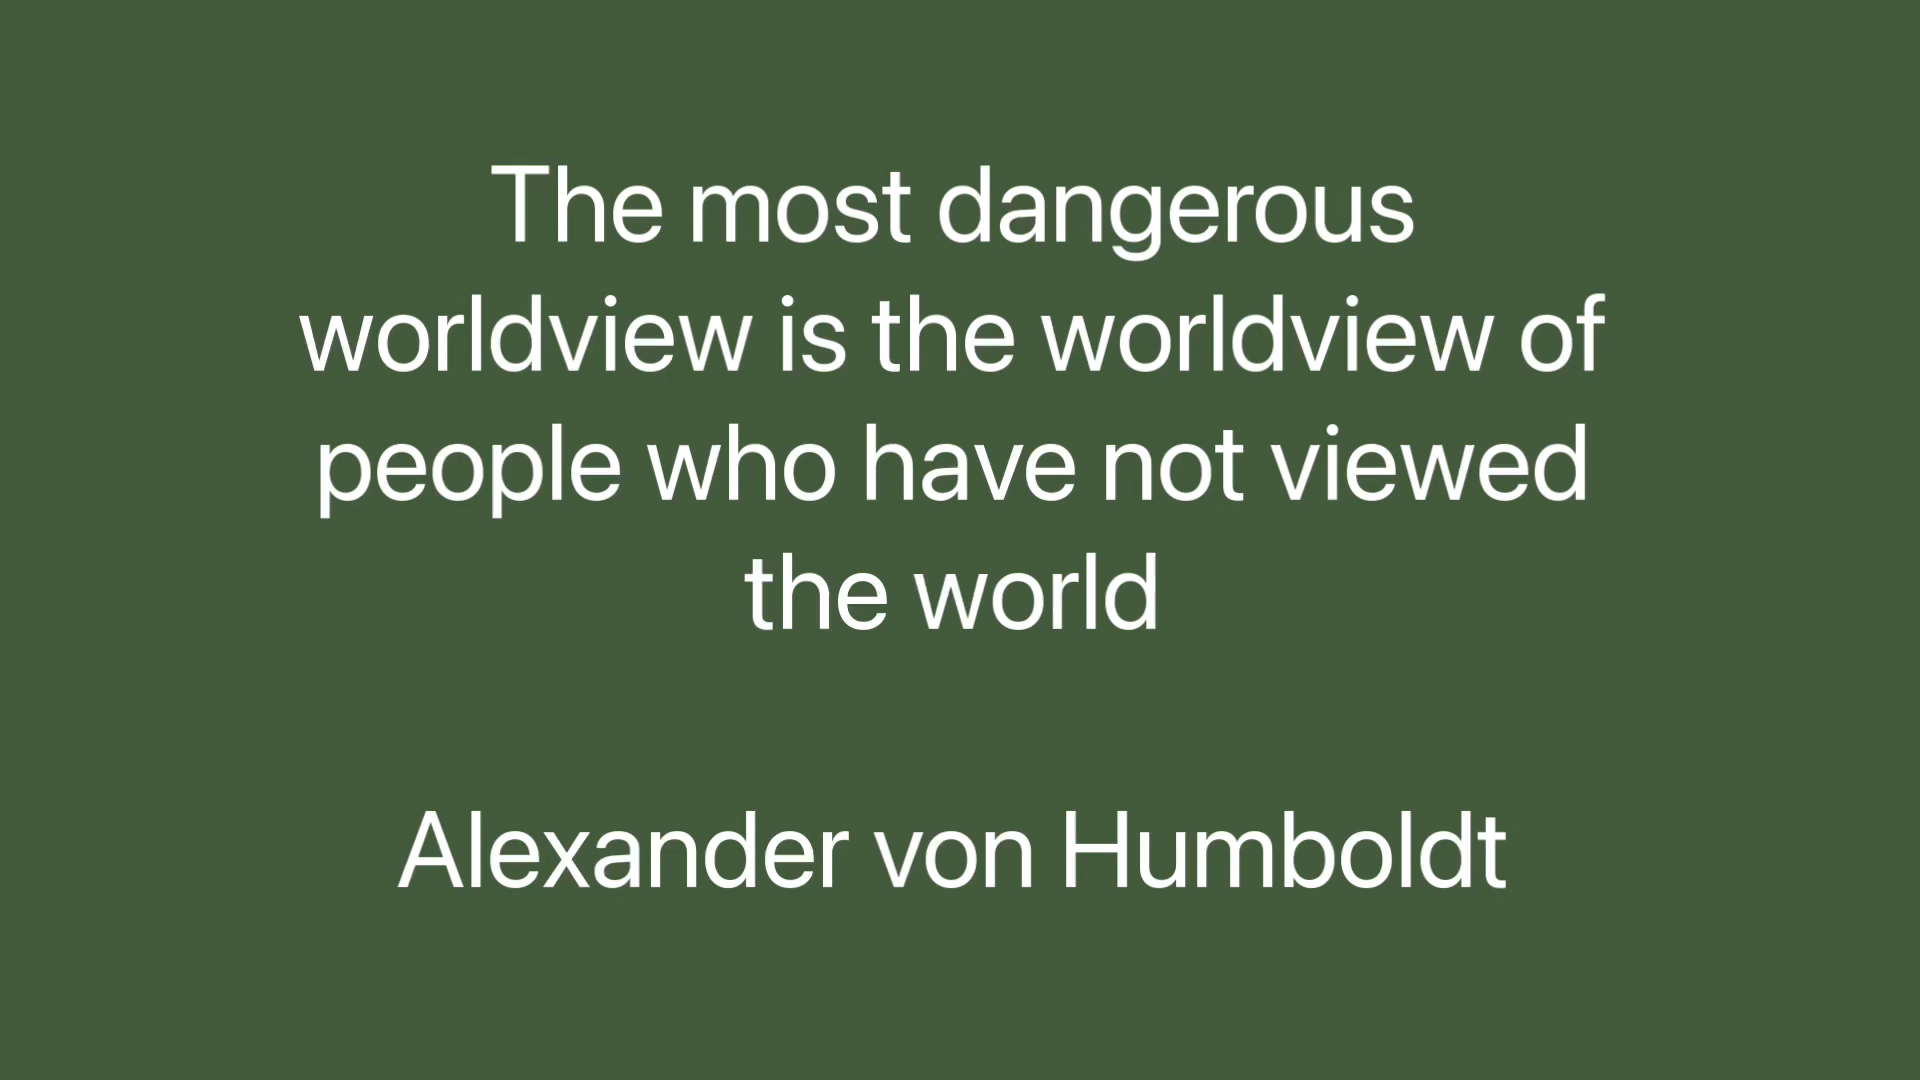 The most dangerous
worldview is the worldview of
people who have not viewed
the world
Alexander von Humboldt